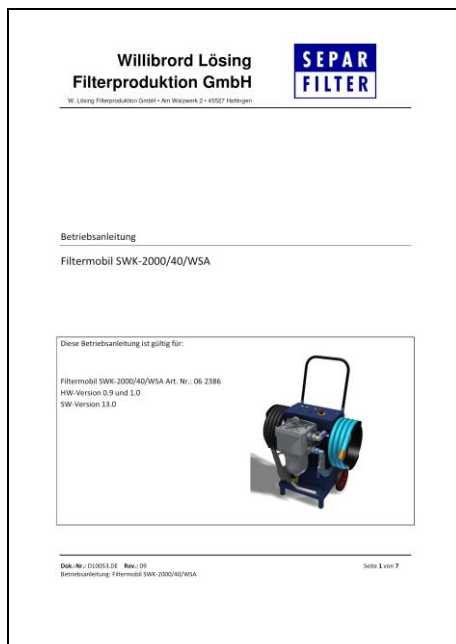 Willibrord Lösing
Filterproduktion GmbH
W. Lösing Filterproduktion GmbH • Am Walzwerk 2 • 45527 Hattingen
SEPAR
FILTER
Betriebsanleitung
Filtermobil SWK-2000/40/WSA
Diese Betriebsanleitung ist gültig für:
Filtermobil SWK-2000/40/WSA Art. Nr.: 06 2386
HW-Version 0.9 und 1.0
SW-Version 13.0
Dok.-Nr.: D10053.DE Rev.: 09
Seite 1 von 7
Betriebsanleitung: Filtermobil SWK-2000/40/WSA